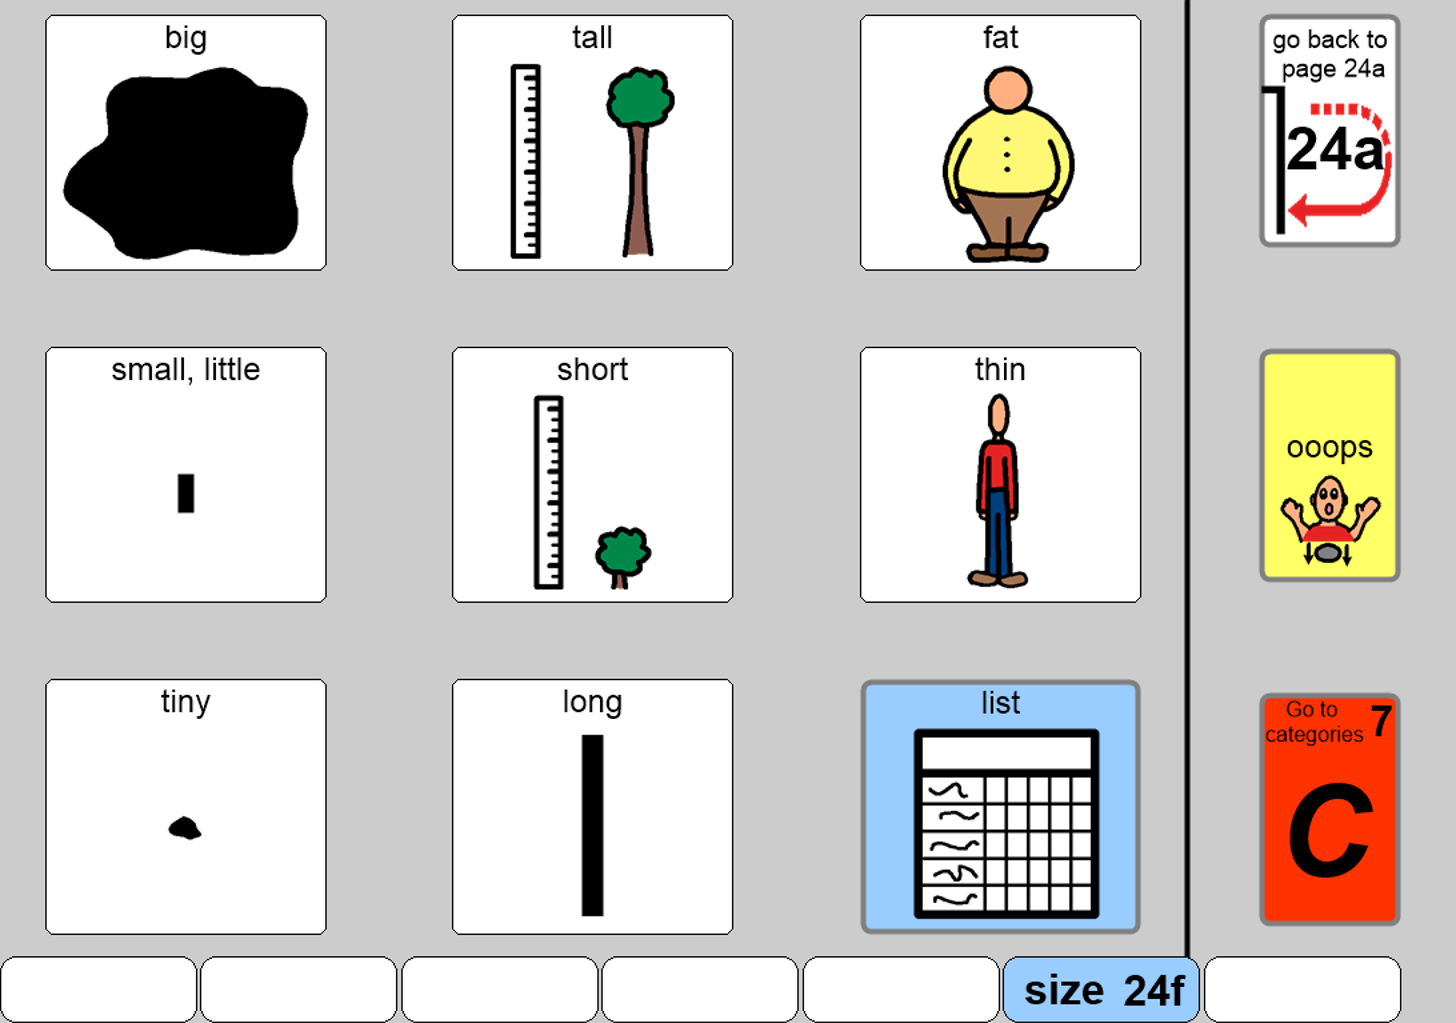 big
tall
fat
go back to
page 24a
24a
small, little
short
thin
ooops
tiny
long
list
Go to
categories 7
C
size 24f